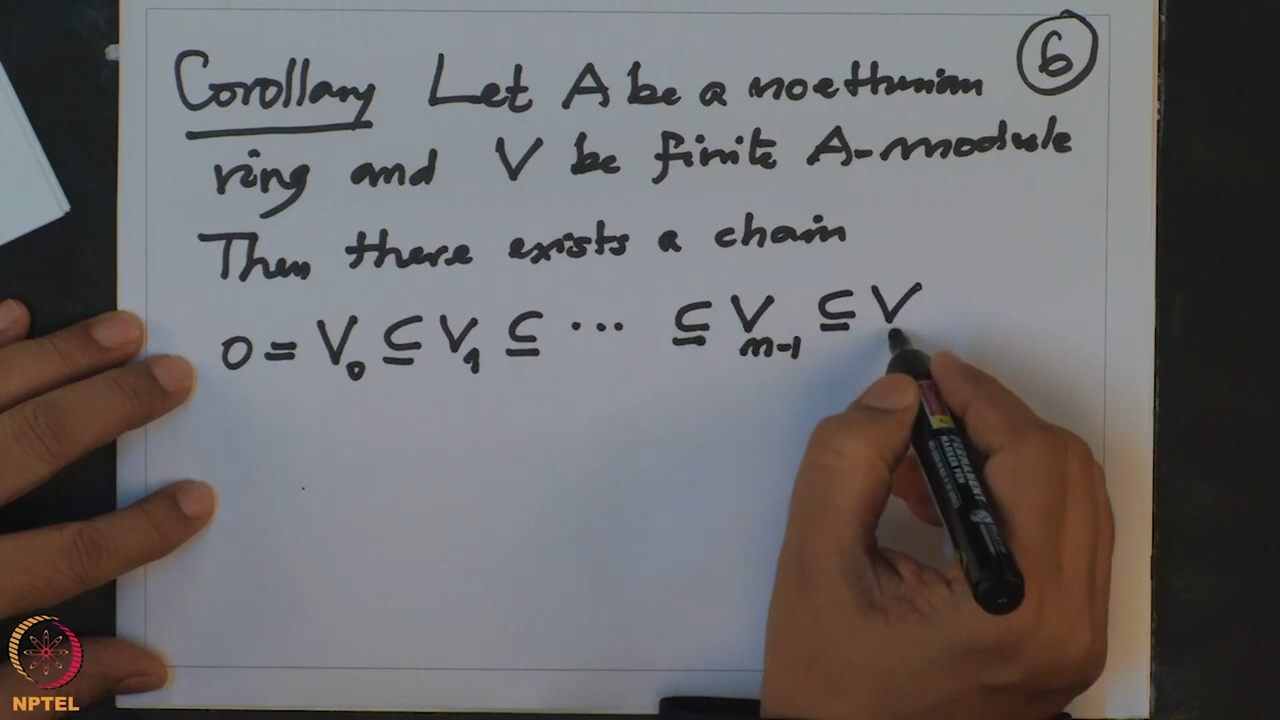 Corollary Let A be a noetherian 6
ring and V be finite A-module
Then there exists a chain
0 = V₀ ⊆ V₁ ⊆ ... ⊆ Vₙ₋₁ ⊆ V
NPTEL